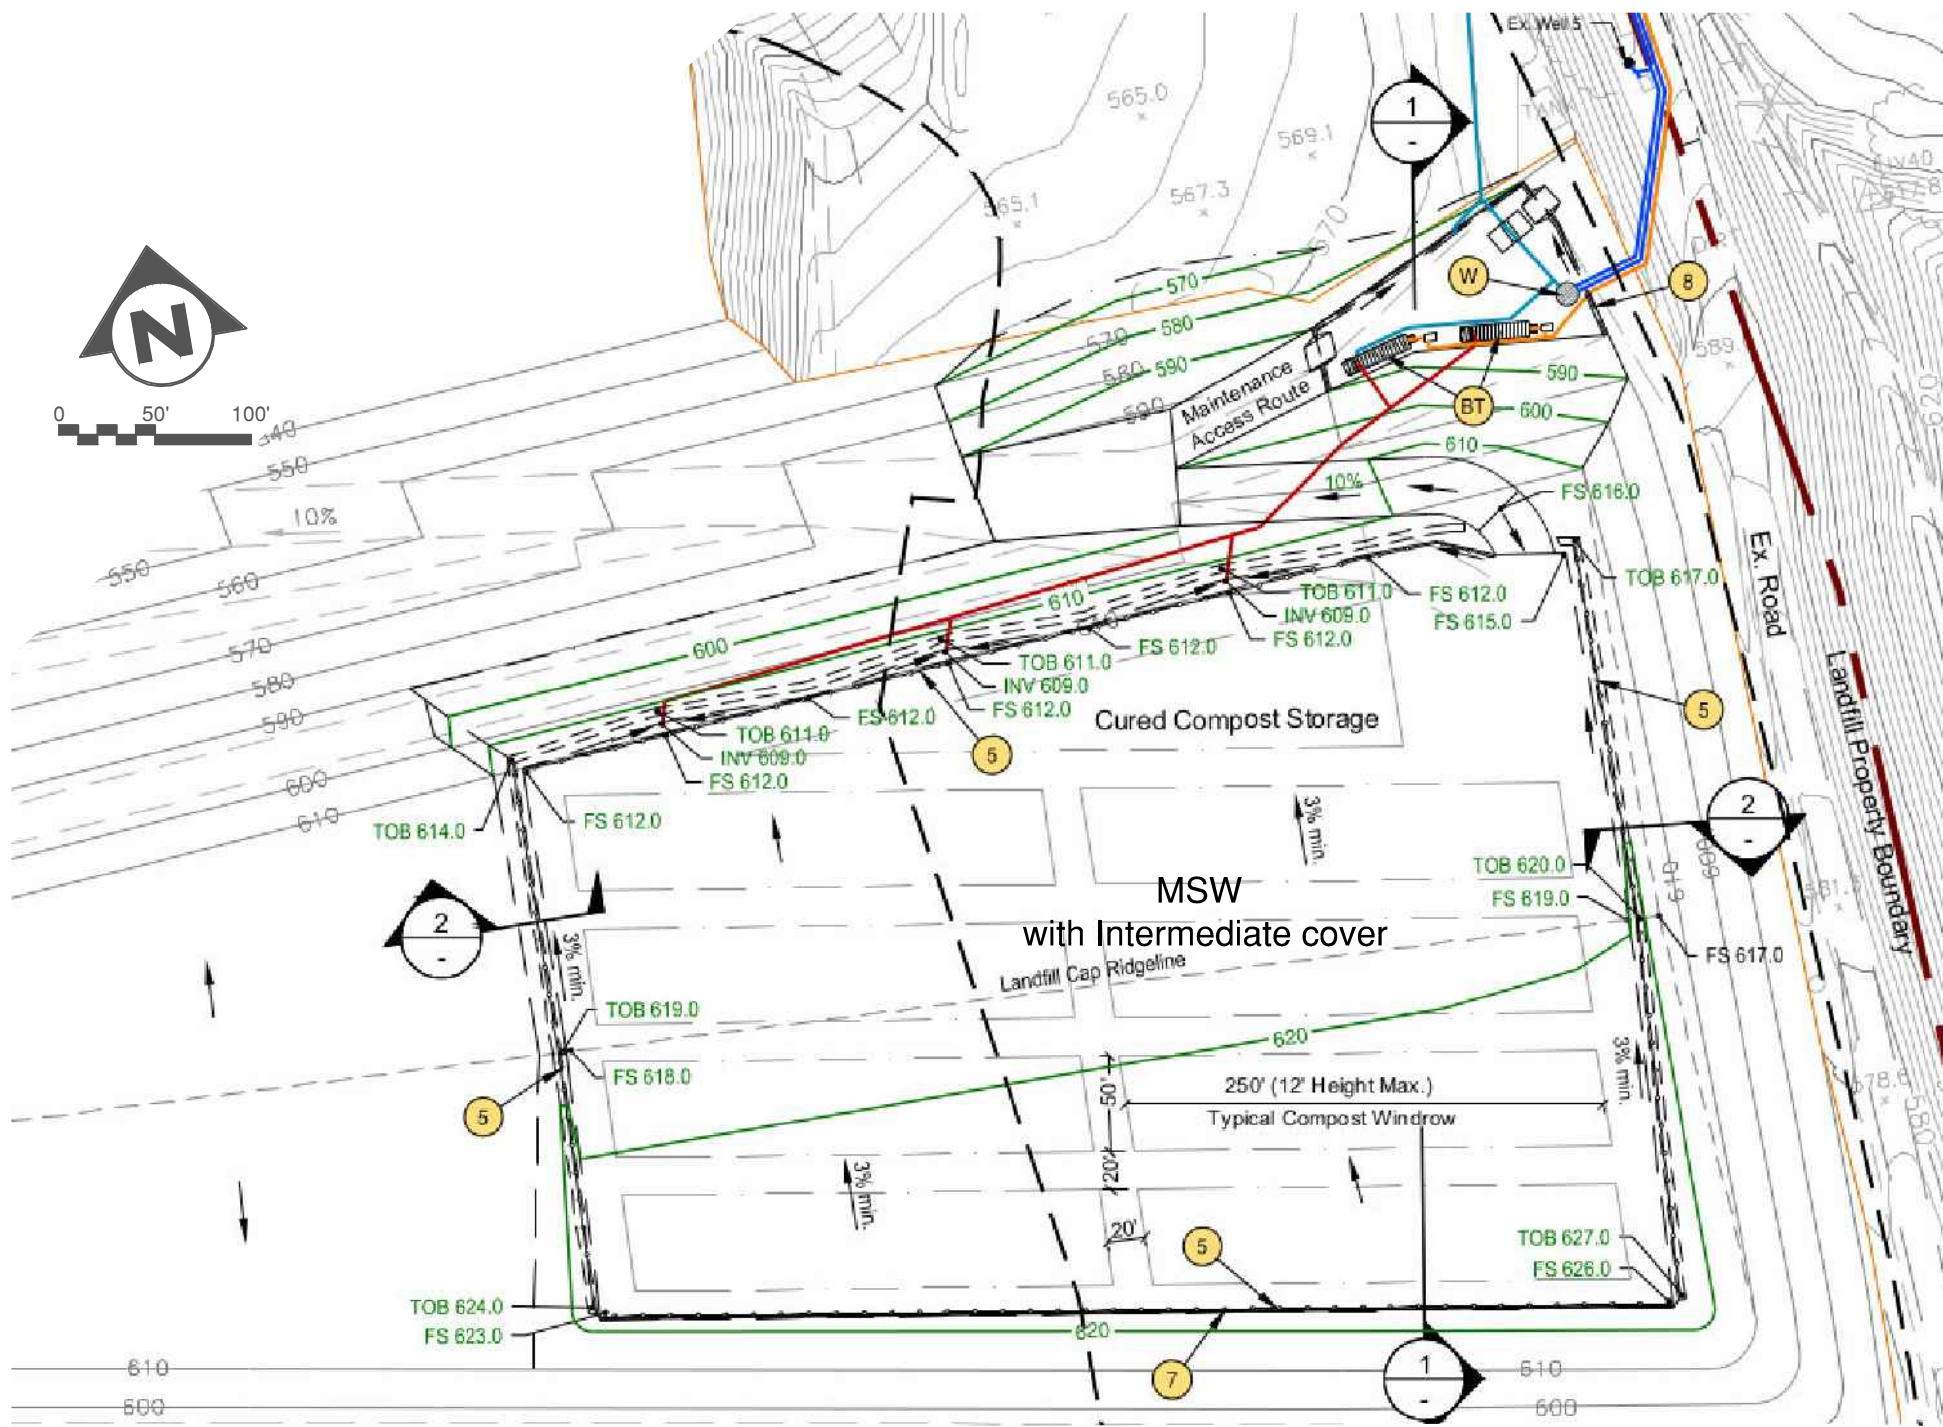 Ex. Well 5
565.0
1
-
569.1
TANK
567.3
565.1
570
N
W
8
570
580
570
589
0 50' 100'
590
580
590
Maintenance
Access Route
590
BT
600
540
550
610
10%
FS 616.0
10%
Ex. Road
550
560
TOB 617.0
TOB 611.0
FS 612.0
610
INV 609.0
FS 615.0
FS 612.0
570
600
FS 612.0
TOB 611.0
580
INV 609.0
5
590
FS 612.0
FS 612.0
Cured Compost Storage
TOB 611.0
5
INV 609.0
600
FS 612.0
Landfill Property Boundary
610
TOB 614.0
FS 612.0
3% min.
2
-
TOB 620.0
610
600
MSW
FS 619.0
2
-
3% min.
with Intermediate cover
Landfill Cap Ridgeline
FS 617.0
TOB 619.0
620
3% min.
FS 618.0
250' (12' Height Max.)
50'
578.6
580
5
Typical Compost Windrow
3% min.
20'
20'
5
TOB 627.0
FS 626.0
TOB 624.0
FS 623.0
620
610
7
1
-
610
600
600
620